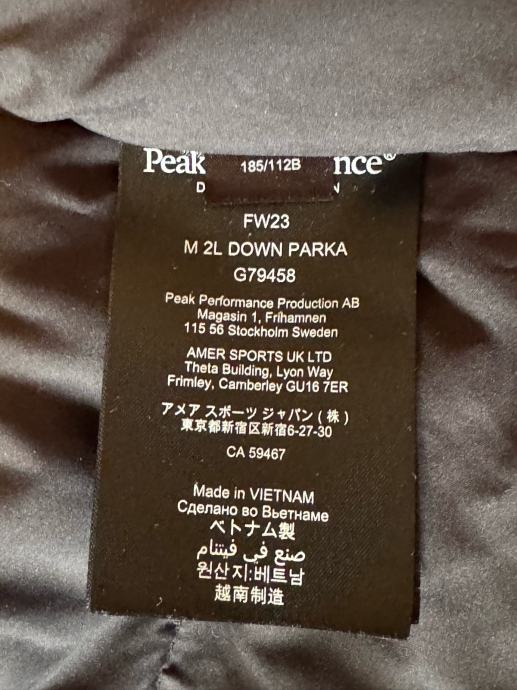 Peak nce®
185/112B
D N
FW23
M 2L DOWN PARKA
G79458
Peak Performance Production AB
Magasin 1, Frihamnen
115 56 Stockholm Sweden
AMER SPORTS UK LTD
Theta Building, Lyon Way
Frimley, Camberley GU16 7ER
アメア スポーツ ジャパン ( 株 )
東京都新宿区新宿6-27-30
CA 59467
Made in VIETNAM
Сделано во Вьетнаме
ベトナム製
صنع في فيتنام
원산지:베트남
越南制造